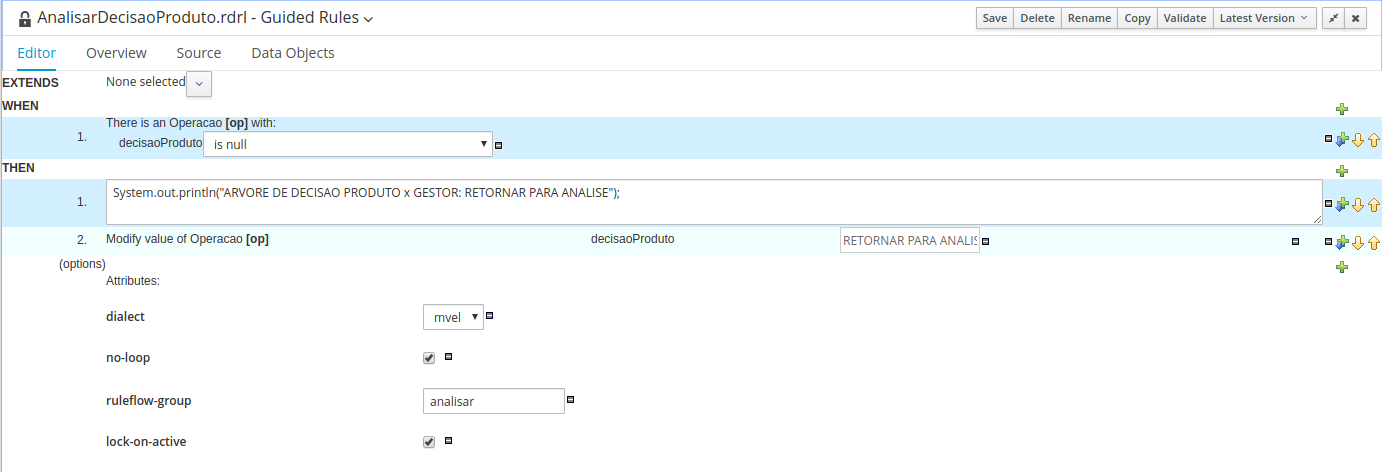 AnalisarDecisaoProduto.rdrl - Guided Rules
Save Delete Rename Copy Validate Latest Version
Editor Overview Source Data Objects
EXTENDS None selected
WHEN
There is an Operacao [op] with:
1. decisaoProduto is null
THEN
1. System.out.println("ARVORE DE DECISAO PRODUTO x GESTOR: RETORNAR PARA ANALISE");
2. Modify value of Operacao [op] decisaoProduto RETORNAR PARA ANALIS
(options)
Attributes:
dialect mvel
no-loop
ruleflow-group analisar
lock-on-active